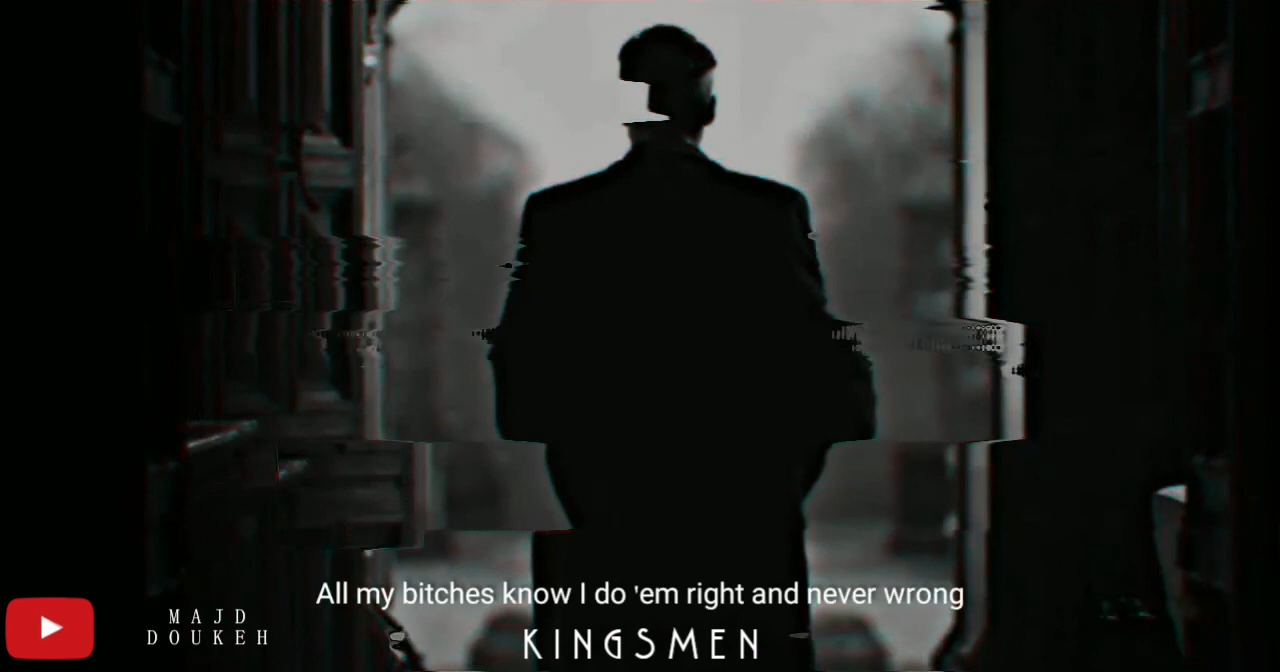 All my bitches know I do 'em right and never wrong
MAJD
DOUKEH
KINGSMEN